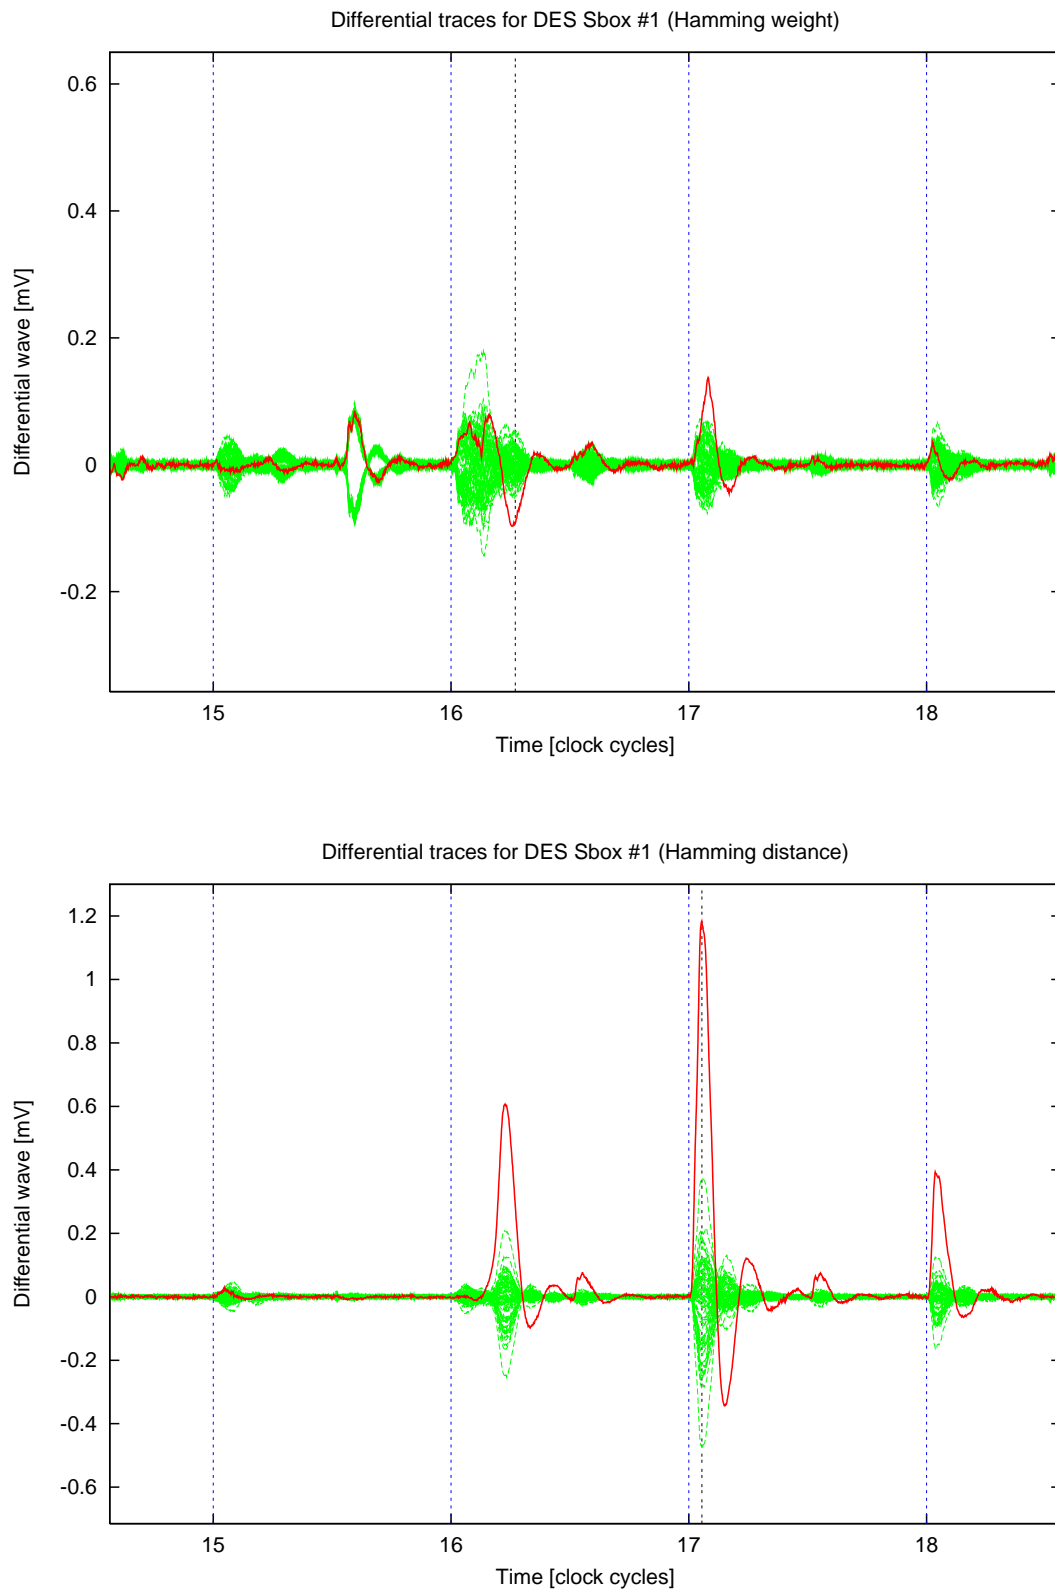 Differential traces for DES Sbox #1 (Hamming weight)
0.6
0.4
0.2
0
-0.2
Differential wave [mV]
15 16 17 18
Time [clock cycles]
Differential traces for DES Sbox #1 (Hamming distance)
1.2
1
0.8
0.6
0.4
0.2
0
-0.2
-0.4
-0.6
Differential wave [mV]
15 16 17 18
Time [clock cycles]